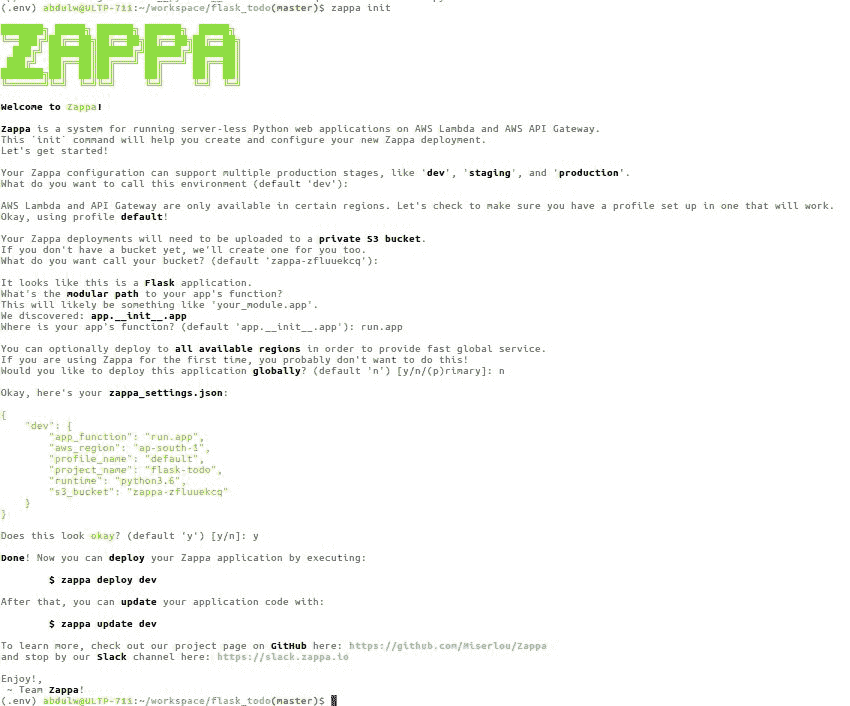 (.env) abdulw@ULTP-711:~/workspace/flask_todo(master)$ zappa init
ZAPPA
Welcome to Zappa!
Zappa is a system for running server-less Python web applications on AWS Lambda and AWS API Gateway.
This `init` command will help you create and configure your new Zappa deployment.
Let's get started!
Your Zappa configuration can support multiple production stages, like 'dev', 'staging', and 'production'.
What do you want to call this environment (default 'dev'):
AWS Lambda and API Gateway are only available in certain regions. Let's check to make sure you have a profile set up in one that will work.
Okay, using profile default!
Your Zappa deployments will need to be uploaded to a private S3 bucket.
If you don't have a bucket yet, we'll create one for you too.
What do you want call your bucket? (default 'zappa-zfluuekcq'):
It looks like this is a Flask application.
What's the modular path to your app's function?
This will likely be something like 'your_module.app'.
We discovered: app.__init__.app
Where is your app's function? (default 'app.__init__.app'): run.app
You can optionally deploy to all available regions in order to provide fast global service.
If you are using Zappa for the first time, you probably don't want to do this!
Would you like to deploy this application globally? (default 'n') [y/n/(p)rimary]: n
Okay, here's your zappa_settings.json:
{
    "dev": {
        "app_function": "run.app",
        "aws_region": "ap-south-1",
        "profile_name": "default",
        "project_name": "flask-todo",
        "runtime": "python3.6",
        "s3_bucket": "zappa-zfluuekcq"
    }
}
Does this look okay? (default 'y') [y/n]: y
Done! Now you can deploy your Zappa application by executing:
        $ zappa deploy dev
After that, you can update your application code with:
        $ zappa update dev
To learn more, check out our project page on GitHub here: https://github.com/Miserlou/Zappa
and stop by our Slack channel here: https://slack.zappa.io
Enjoy!,
 ~ Team Zappa!
(.env) abdulw@ULTP-711:~/workspace/flask_todo(master)$